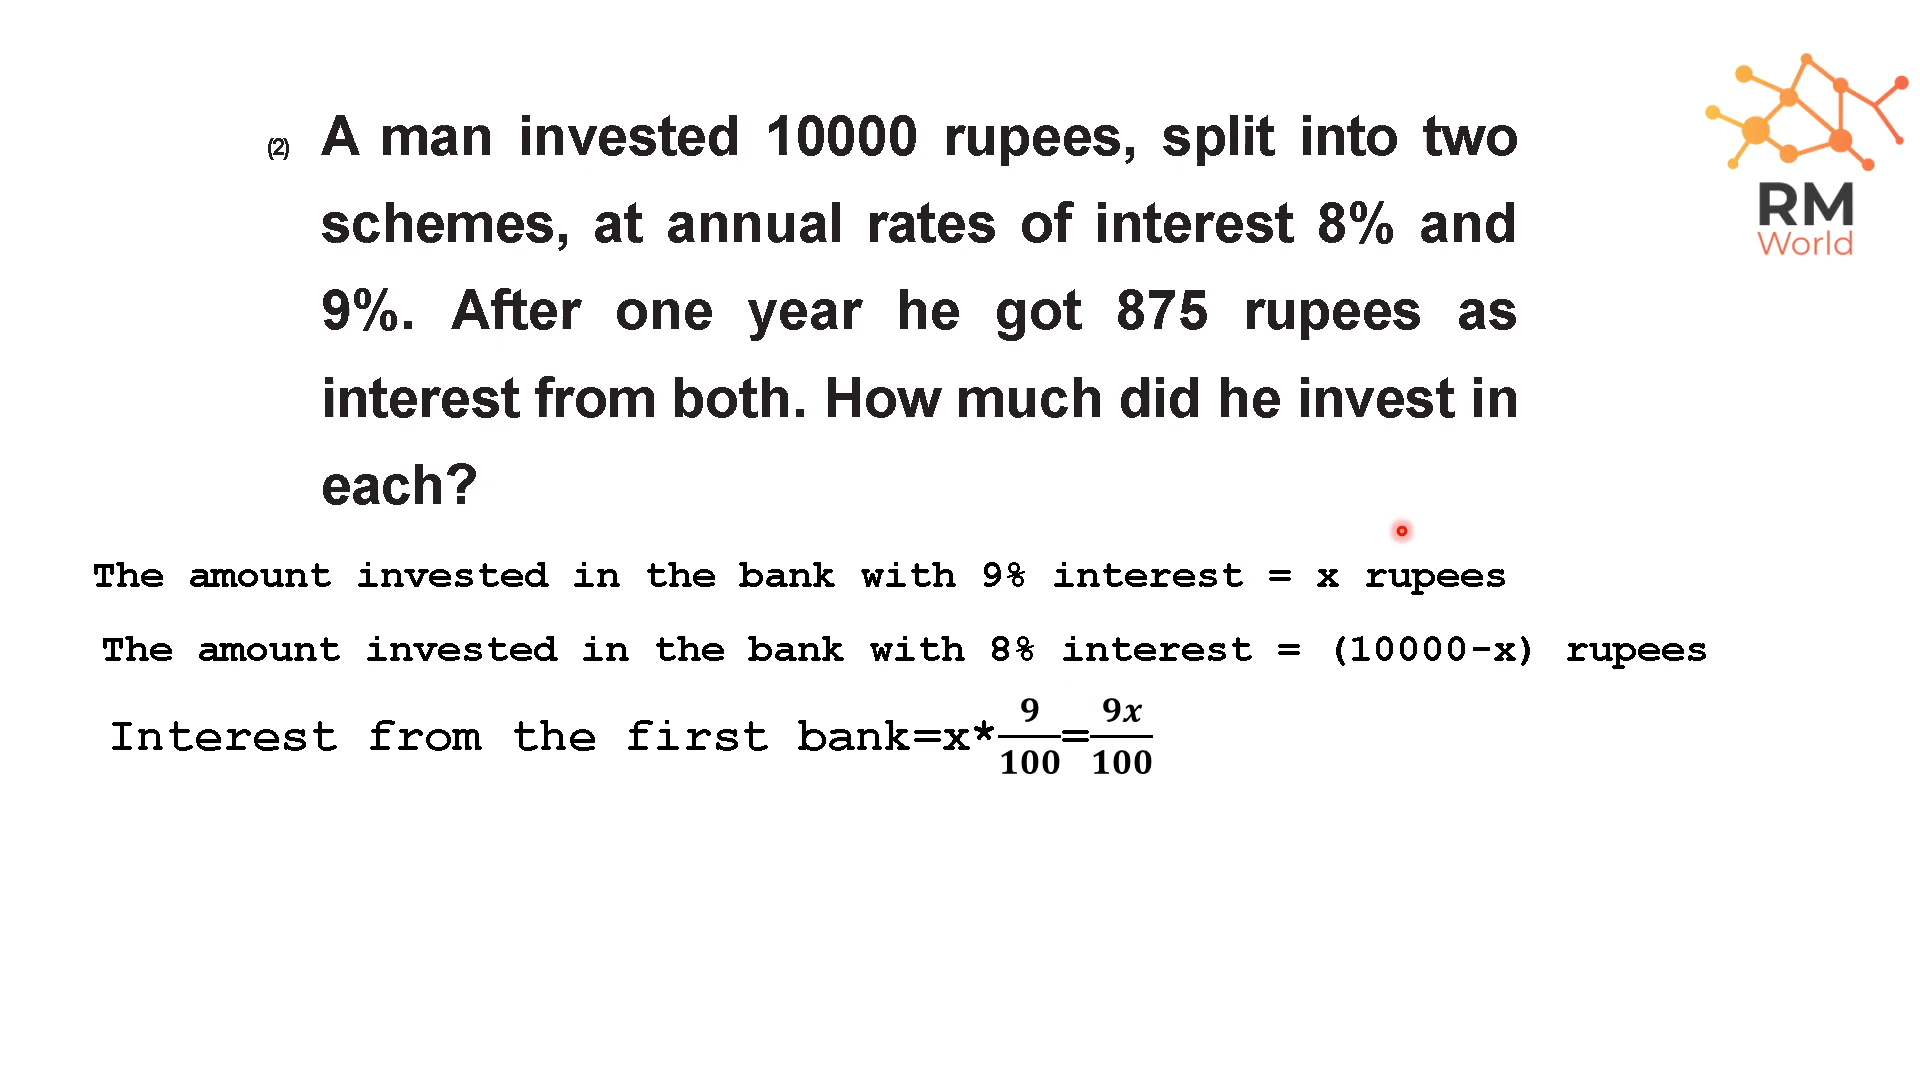 (2) A man invested 10000 rupees, split into two
schemes, at annual rates of interest 8% and
9%. After one year he got 875 rupees as
interest from both. How much did he invest in
each?
RM
World
The amount invested in the bank with 9% interest = x rupees
The amount invested in the bank with 8% interest = (10000-x) rupees
Interest from the first bank=x*9/100=9x/100